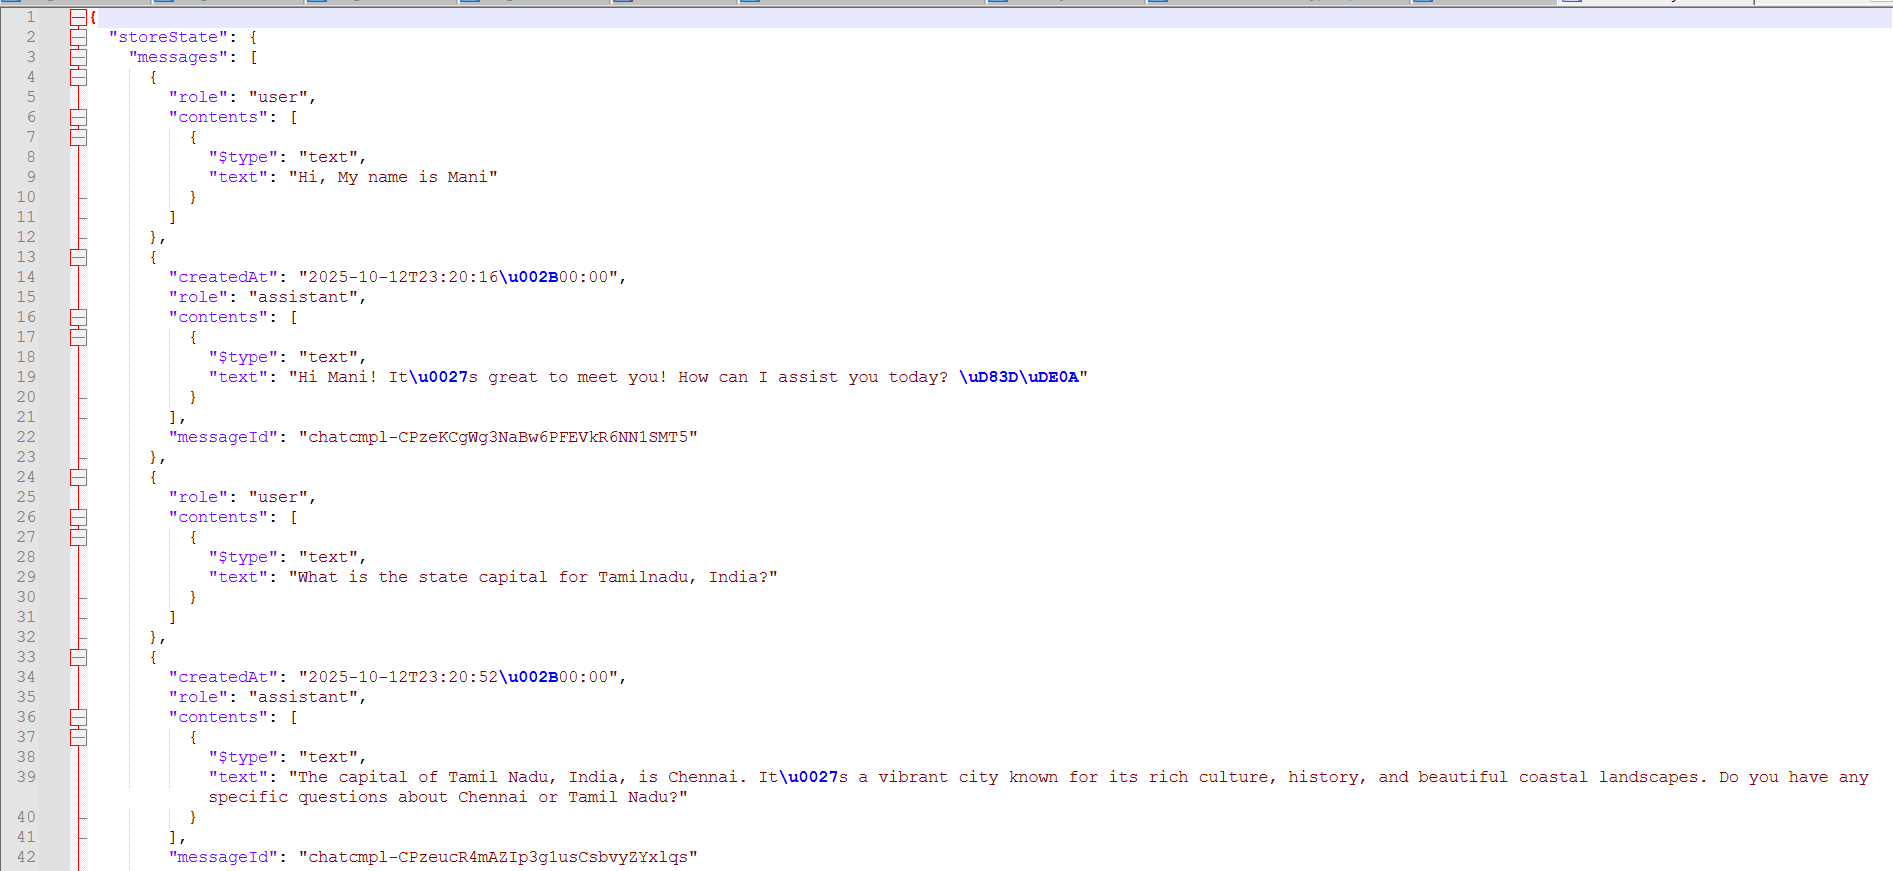 1 {
2 "storeState": {
3 "messages": [
4 {
5 "role": "user",
6 "contents": [
7 {
8 "$type": "text",
9 "text": "Hi, My name is Mani"
10 }
11 ]
12 },
13 {
14 "createdAt": "2025-10-12T23:20:16\u002B00:00",
15 "role": "assistant",
16 "contents": [
17 {
18 "$type": "text",
19 "text": "Hi Mani! It\u0027s great to meet you! How can I assist you today? \uD83D\uDE0A"
20 }
21 ],
22 "messageId": "chatcmpl-CPzeKCgWg3NaBw6PFEVkR6NN1SMT5"
23 },
24 {
25 "role": "user",
26 "contents": [
27 {
28 "$type": "text",
29 "text": "What is the state capital for Tamilnadu, India?"
30 }
31 ]
32 },
33 {
34 "createdAt": "2025-10-12T23:20:52\u002B00:00",
35 "role": "assistant",
36 "contents": [
37 {
38 "$type": "text",
39 "text": "The capital of Tamil Nadu, India, is Chennai. It\u0027s a vibrant city known for its rich culture, history, and beautiful coastal landscapes. Do you have any
specific questions about Chennai or Tamil Nadu?"
40 }
41 ],
42 "messageId": "chatcmpl-CPzeucR4mAZIp3g1usCsbvyZYxlqs"